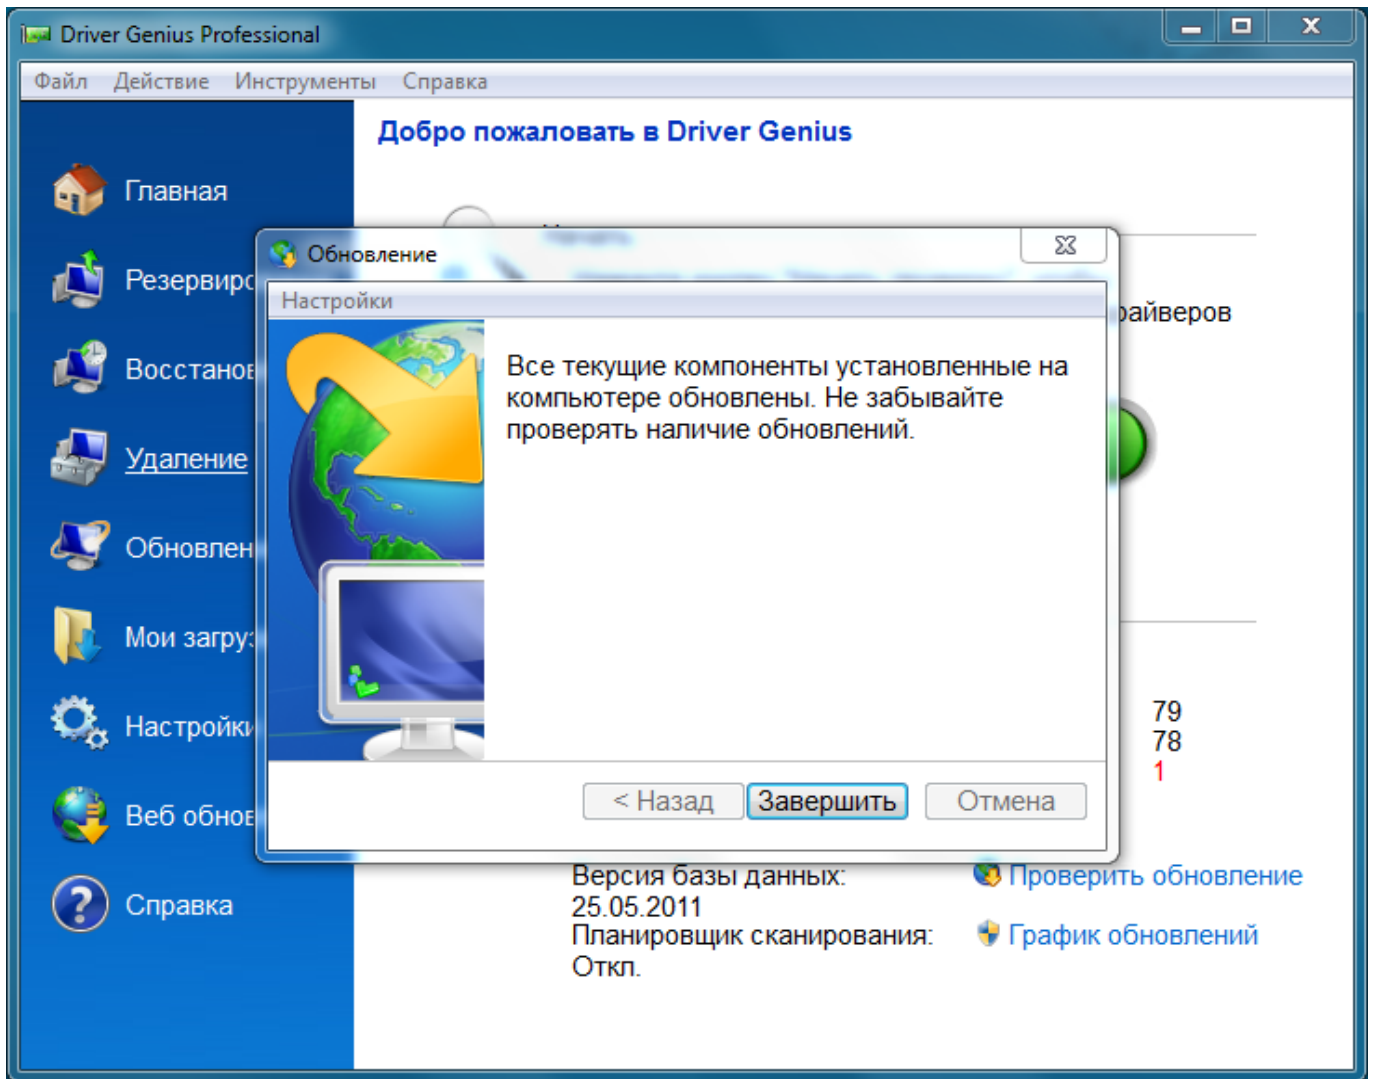 Driver Genius Professional
Файл Действие Инструменты Справка
Добро пожаловать в Driver Genius
Главная
Обновление
Настройки
райверов
Все текущие компоненты установленные на
компьютере обновлены. Не забывайте
проверять наличие обновлений.
Резервирс
Восстанов
Удаление
Обновлен
Мои загруз
Настройки
Веб обнов
Справка
79
78
1
< Назад Завершить Отмена
Версия базы данных:
25.05.2011
Проверить обновление
Планировщик сканирования:
Откл.
График обновлений